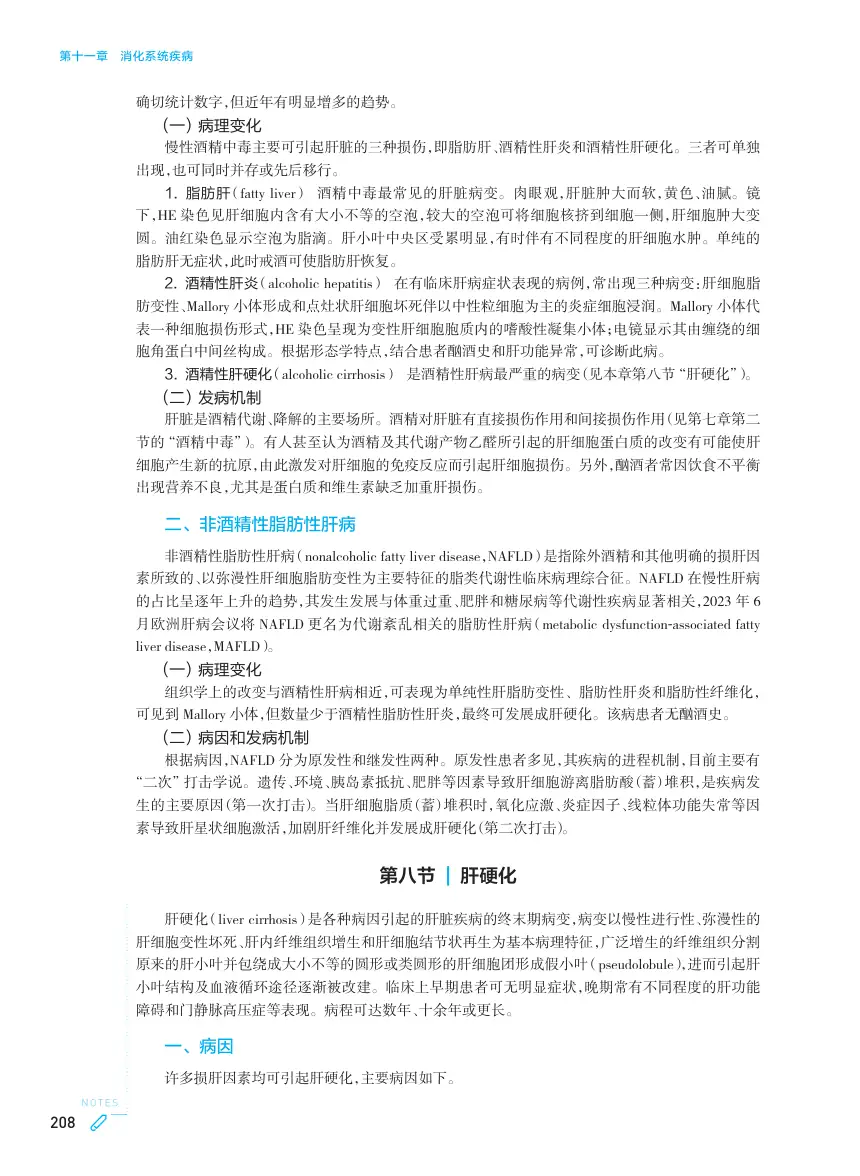 第十一章 消化系统疾病
确切统计数字,但近年有明显增多的趋势。
（一）病理变化
慢性酒精中毒主要可引起肝脏的三种损伤,即脂肪肝、酒精性肝炎和酒精性肝硬化。三者可单独
出现,也可同时并存或先后移行。
1. 脂肪肝（fatty liver） 酒精中毒最常见的肝脏病变。肉眼观,肝脏肿大而软,黄色、油腻。镜
下,HE 染色见肝细胞内含有大小不等的空泡,较大的空泡可将细胞核挤到细胞一侧,肝细胞肿大变
圆。油红染色显示空泡为脂滴。肝小叶中央区受累明显,有时伴有不同程度的肝细胞水肿。单纯的
脂肪肝无症状,此时戒酒可使脂肪肝恢复。
2. 酒精性肝炎（alcoholic hepatitis） 在有临床肝病症状表现的病例,常出现三种病变:肝细胞脂
肪变性、Mallory 小体形成和点灶状肝细胞坏死伴以中性粒细胞为主的炎症细胞浸润。Mallory 小体代
表一种细胞损伤形式,HE 染色呈现为变性肝细胞胞质内的嗜酸性凝集小体;电镜显示其由缠绕的细
胞角蛋白中间丝构成。根据形态学特点,结合患者酗酒史和肝功能异常,可诊断此病。
3. 酒精性肝硬化（alcoholic cirrhosis） 是酒精性肝病最严重的病变（见本章第八节“肝硬化”）。
（二）发病机制
肝脏是酒精代谢、降解的主要场所。酒精对肝脏有直接损伤作用和间接损伤作用（见第七章第二
节的“酒精中毒”）。有人甚至认为酒精及其代谢产物乙醛所引起的肝细胞蛋白质的改变有可能使肝
细胞产生新的抗原,由此激发对肝细胞的免疫反应而引起肝细胞损伤。另外,酗酒者常因饮食不平衡
出现营养不良,尤其是蛋白质和维生素缺乏加重肝损伤。
二、非酒精性脂肪性肝病
非酒精性脂肪性肝病（nonalcoholic fatty liver disease,NAFLD）是指除外酒精和其他明确的损肝因
素所致的、以弥漫性肝细胞脂肪变性为主要特征的脂类代谢性临床病理综合征。NAFLD 在慢性肝病
的占比呈逐年上升的趋势,其发生发展与体重过重、肥胖和糖尿病等代谢性疾病显著相关,2023 年 6
月欧洲肝病会议将 NAFLD 更名为代谢紊乱相关的脂肪性肝病（metabolic dysfunction-associated fatty
liver disease,MAFLD）。
（一）病理变化
组织学上的改变与酒精性肝病相近,可表现为单纯性肝脂肪变性、脂肪性肝炎和脂肪性纤维化,
可见到 Mallory 小体,但数量少于酒精性脂肪性肝炎,最终可发展成肝硬化。该病患者无酗酒史。
（二）病因和发病机制
根据病因,NAFLD 分为原发性和继发性两种。原发性患者多见,其疾病的进程机制,目前主要有
“二次”打击学说。遗传、环境、胰岛素抵抗、肥胖等因素导致肝细胞游离脂肪酸（蓄）堆积,是疾病发
生的主要原因（第一次打击）。当肝细胞脂质（蓄）堆积时,氧化应激、炎症因子、线粒体功能失常等因
素导致肝星状细胞激活,加剧肝纤维化并发展成肝硬化（第二次打击）。
第八节 | 肝硬化
肝硬化（liver cirrhosis）是各种病因引起的肝脏疾病的终末期病变,病变以慢性进行性、弥漫性的
肝细胞变性坏死、肝内纤维组织增生和肝细胞结节状再生为基本病理特征,广泛增生的纤维组织分割
原来的肝小叶并包绕成大小不等的圆形或类圆形的肝细胞团形成假小叶（pseudolobule）,进而引起肝
小叶结构及血液循环途径逐渐被改建。临床上早期患者可无明显症状,晚期常有不同程度的肝功能
障碍和门静脉高压症等表现。病程可达数年、十余年或更长。
一、病因
许多损肝因素均可引起肝硬化,主要病因如下。
NOTES
208